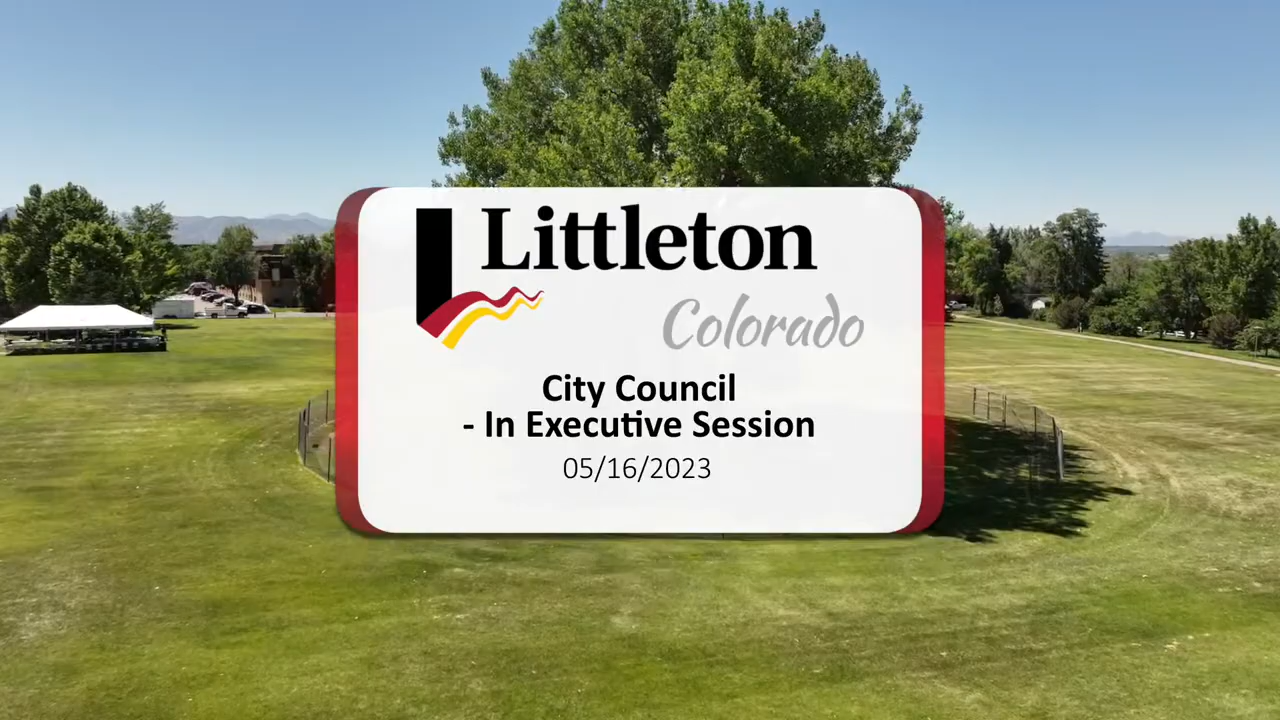 Littleton
Colorado
City Council
- In Executive Session
05/16/2023